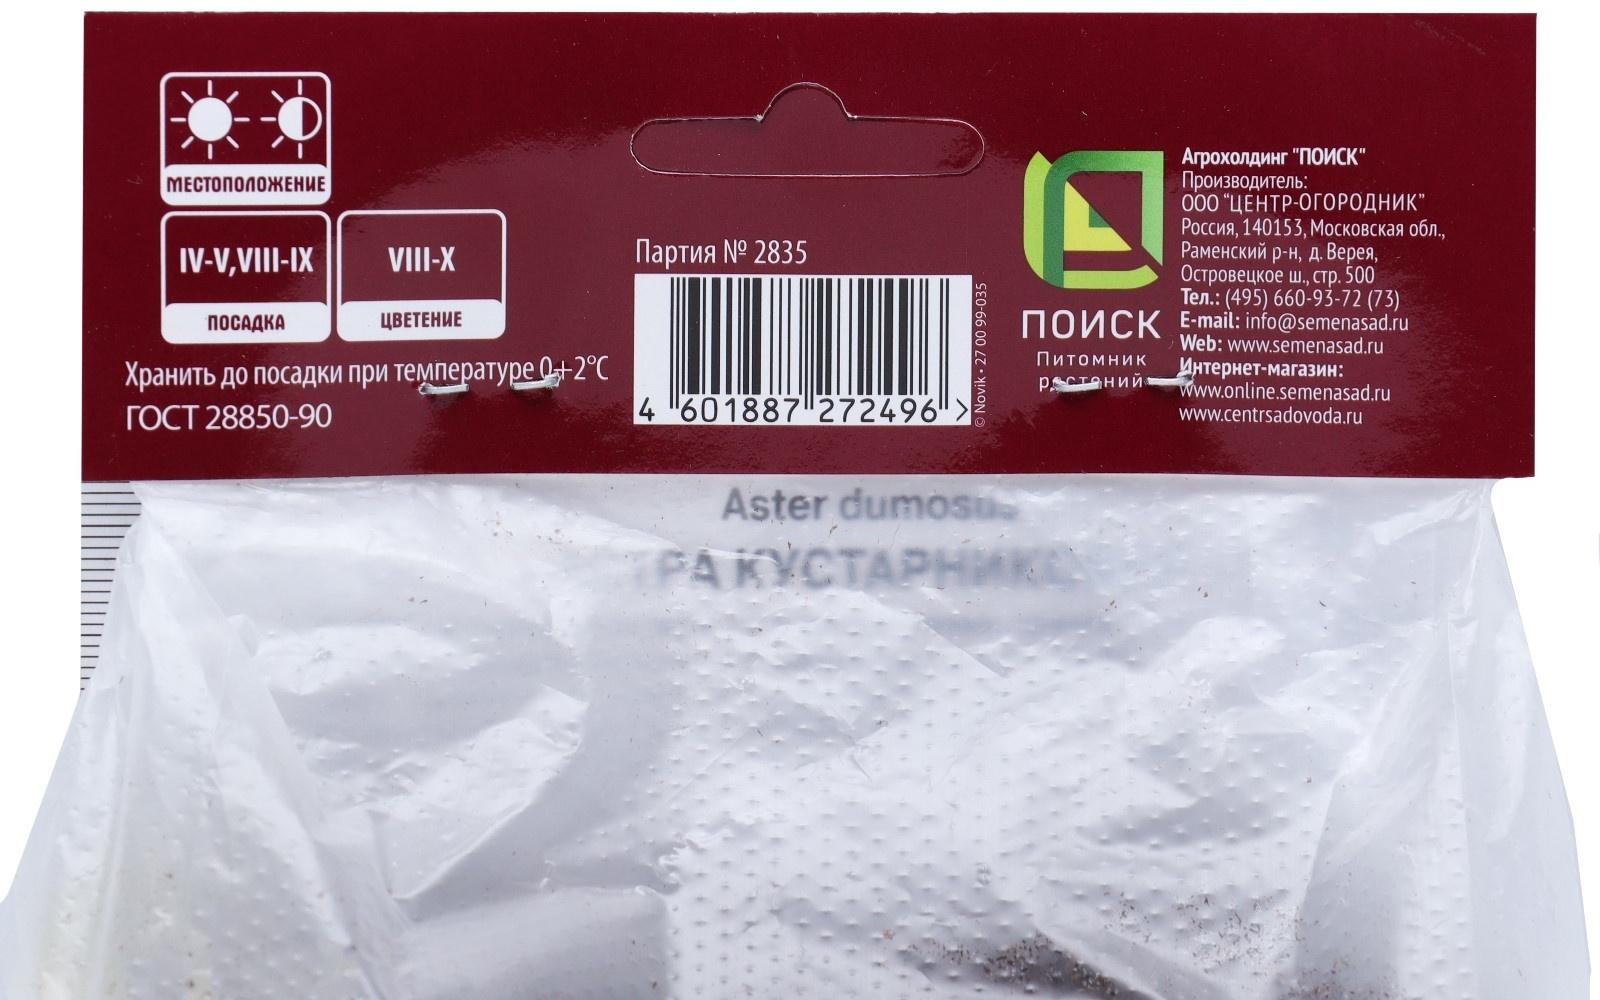 МЕСТОПОЛОЖЕНИЕ
IV-V,VIII-IX
ПОСАДКА
VIII-X
ЦВЕТЕНИЕ
Хранить до посадки при температуре 0+2°С
ГОСТ 28850-90
Партия № 2835
4 601887 272496 >
© Novik • 27 00 99-035
ПОИСК
Питомник
растений
Агрохолдинг "ПОИСК"
Производитель:
ООО “ЦЕНТР-ОГОРОДНИК”
Россия, 140153, Московская обл.,
Раменский р-н, д. Верея,
Островецкое ш., стр. 500
Тел.: (495) 660-93-72 (73)
E-mail: info@semenasad.ru
Web: www.semenasad.ru
Интернет-магазин:
www.online.semenasad.ru
www.centrsadovoda.ru
Aster dumosus